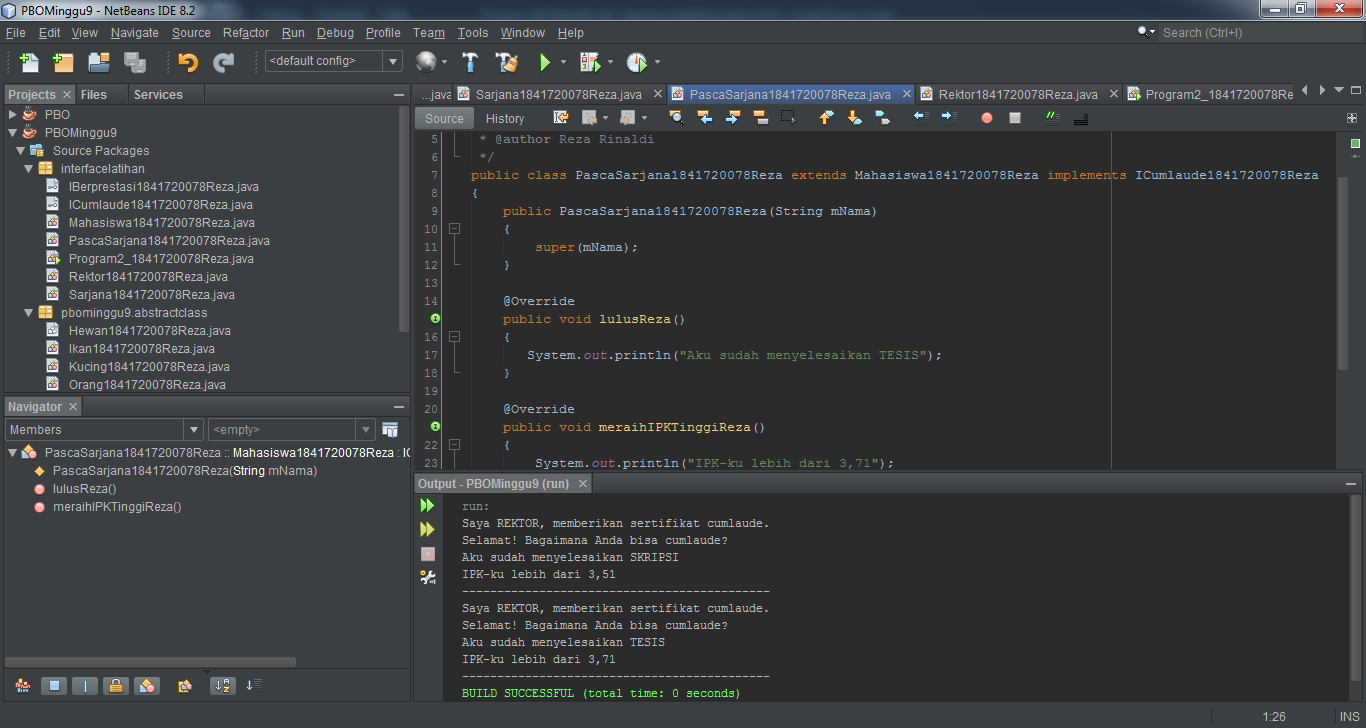 PBOMinggu9 - NetBeans IDE 8.2
File Edit View Navigate Source Refactor Run Debug Profile Team Tools Window Help
Search (Ctrl+I)
<default config>
Projects
Files
Services
PBO
PBOMinggu9
Source Packages
interfacelatihan
IBerprestasi1841720078Reza.java
ICumlaude1841720078Reza.java
Mahasiswa1841720078Reza.java
PascaSarjana1841720078Reza.java
Program2_1841720078Reza.java
Rektor1841720078Reza.java
Sarjana1841720078Reza.java
pbominggu9.abstractclass
Hewan1841720078Reza.java
Ikan1841720078Reza.java
Kucing1841720078Reza.java
Orang1841720078Reza.java
Navigator
Members
<empty>
PascaSarjana1841720078Reza :: Mahasiswa1841720078Reza : IC
PascaSarjana1841720078Reza(String mNama)
lulusReza()
meraihIPKTinggiReza()
...java
Sarjana1841720078Reza.java
PascaSarjana1841720078Reza.java
Rektor1841720078Reza.java
Program2_1841720078Re
Source
History
5 * @author Reza Rinaldi
6 */
7 public class PascaSarjana1841720078Reza extends Mahasiswa1841720078Reza implements ICumlaude1841720078Reza
8 {
9 public PascaSarjana1841720078Reza(String mNama)
10 {
11 super(mNama);
12 }
13
14 @Override
public void lulusReza()
16 {
17 System.out.println("Aku sudah menyelesaikan TESIS");
18 }
19
20 @Override
public void meraihIPKTinggiReza()
22 {
23 System.out.println("IPK-ku lebih dari 3,71");
Output - PBOMinggu9 (run)
run:
Saya REKTOR, memberikan sertifikat cumlaude.
Selamat! Bagaimana Anda bisa cumlaude?
Aku sudah menyelesaikan SKRIPSI
IPK-ku lebih dari 3,51
--------------------------------------------
Saya REKTOR, memberikan sertifikat cumlaude.
Selamat! Bagaimana Anda bisa cumlaude?
Aku sudah menyelesaikan TESIS
IPK-ku lebih dari 3,71
--------------------------------------------
BUILD SUCCESSFUL (total time: 0 seconds)
1:26
INS